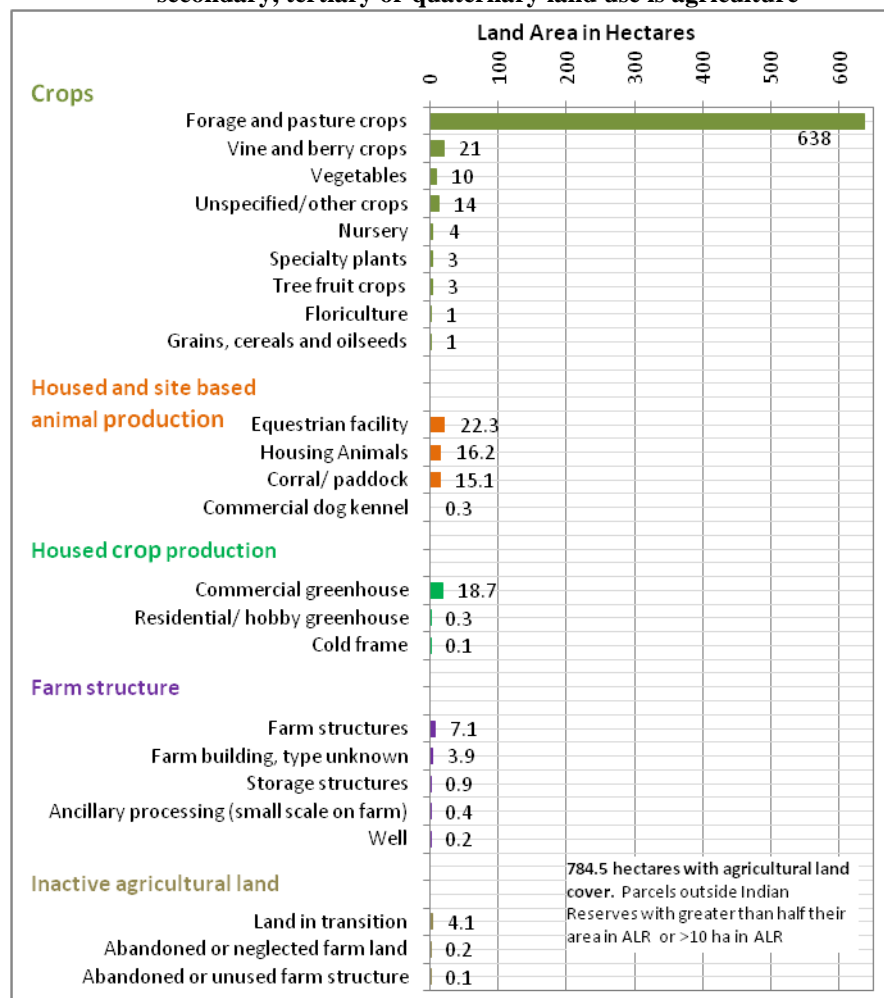 secondary, tertiary or quaternary land use is agriculture
Land Area in Hectares
0 100 200 300 400 500 600
Crops
Forage and pasture crops 638
Vine and berry crops 21
Vegetables 10
Unspecified/other crops 14
Nursery 4
Specialty plants 3
Tree fruit crops 3
Floriculture 1
Grains, cereals and oilseeds 1
Housed and site based
animal production
Equestrian facility 22.3
Housing Animals 16.2
Corral/ paddock 15.1
Commercial dog kennel 0.3
Housed crop production
Commercial greenhouse 18.7
Residential/ hobby greenhouse 0.3
Cold frame 0.1
Farm structure
Farm structures 7.1
Farm building, type unknown 3.9
Storage structures 0.9
Ancillary processing (small scale on farm) 0.4
Well 0.2
Inactive agricultural land
Land in transition 4.1
Abandoned or neglected farm land 0.2
Abandoned or unused farm structure 0.1
784.5 hectares with agricultural land
cover. Parcels outside Indian
Reserves with greater than half their
area in ALR or >10 ha in ALR